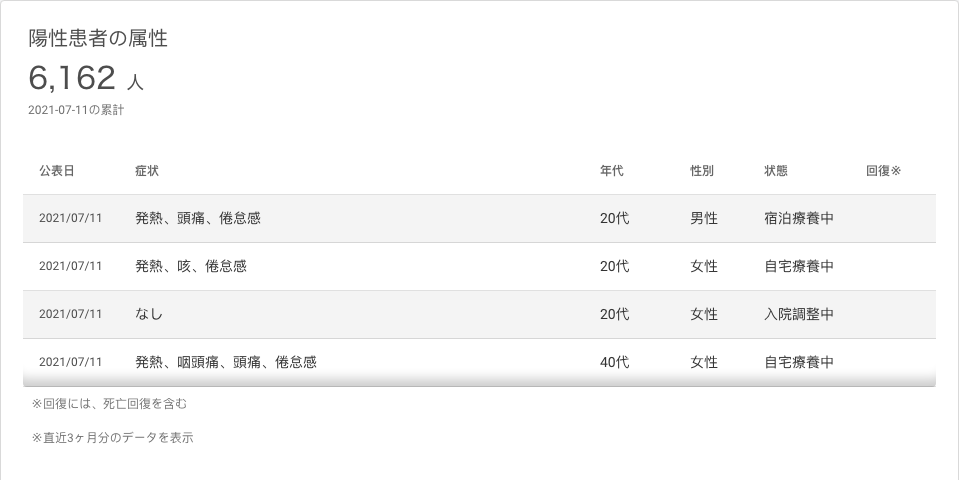 陽性患者の属性
6,162 人
2021-07-11の累計
公表日 症状 年代 性別 状態 回復※
2021/07/11 発熱、頭痛、倦怠感 20代 男性 宿泊療養中
2021/07/11 発熱、咳、倦怠感 20代 女性 自宅療養中
2021/07/11 なし 20代 女性 入院調整中
2021/07/11 発熱、咽頭痛、頭痛、倦怠感 40代 女性 自宅療養中
※回復には、死亡回復を含む
※直近3ヶ月分のデータを表示